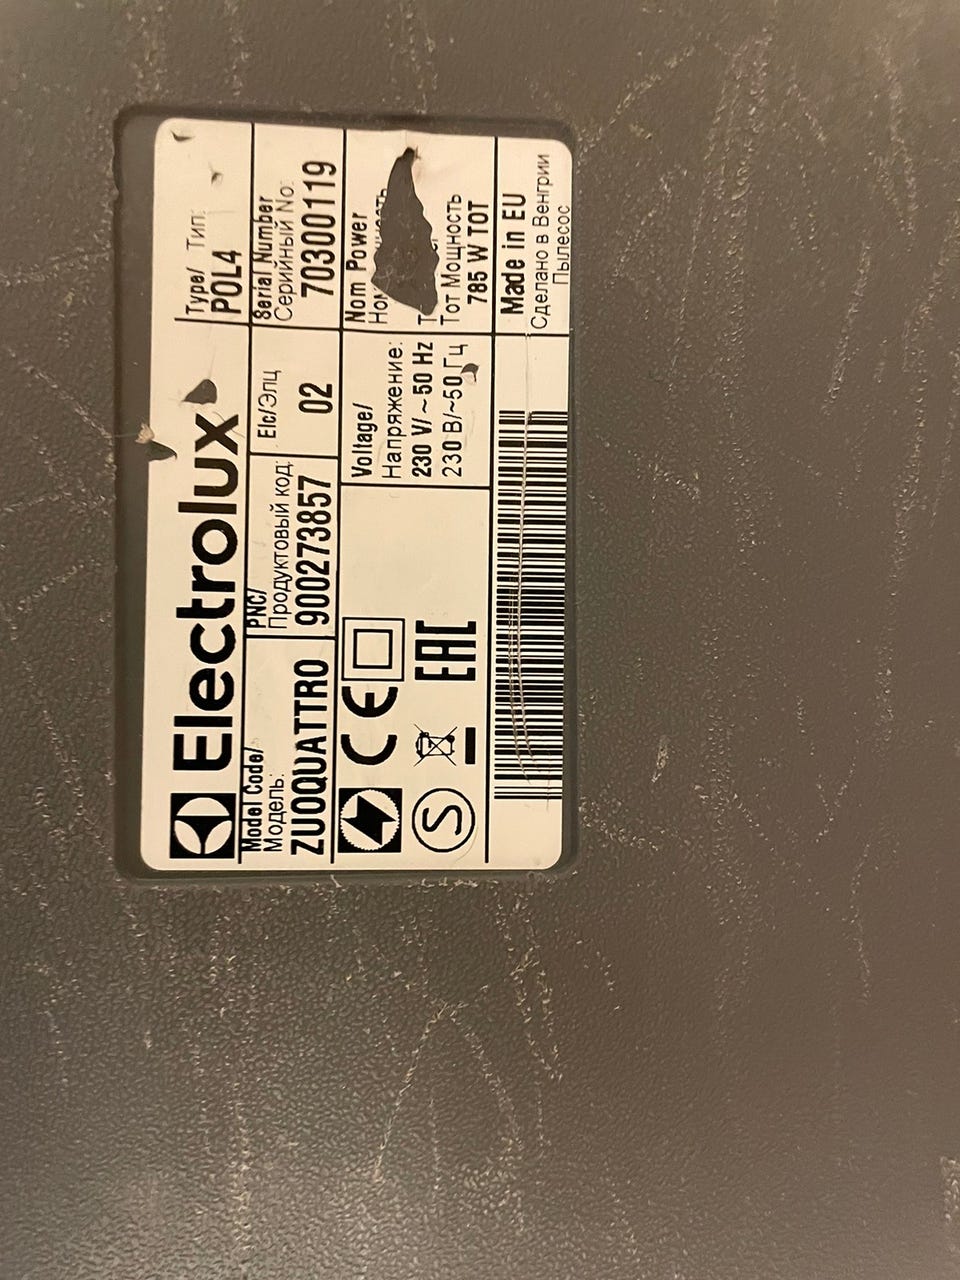 Electrolux
Type/ Тип:
POL4
Model Code/
Модель:
ZUOQUATTRO
PNC/
Продуктовый код:
900273857
Elc/Элц
02
Serial Number
Серийный No:
70300119
Voltage/
Напряжение:
230 V/ ~ 50 Hz
230 В/~50 Гц
Nom Power
Тот Мощность
785 W TOT
CE
S
EAC
Made in EU
Сделано в Венгрии
Пылесос